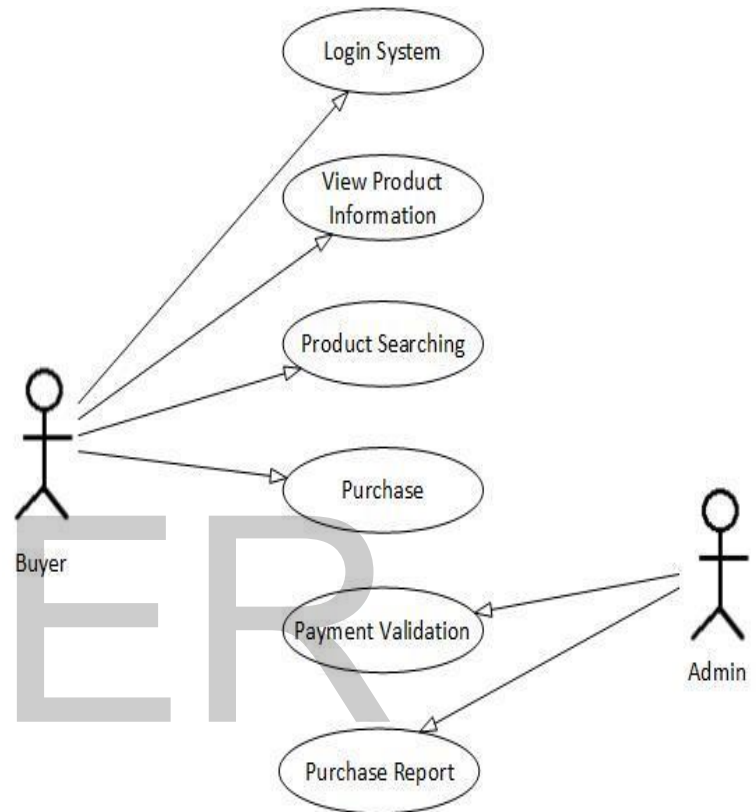 Login System
View Product
Information
Product Searching
Purchase
Buyer
ER
Payment Validation
Admin
Purchase Report